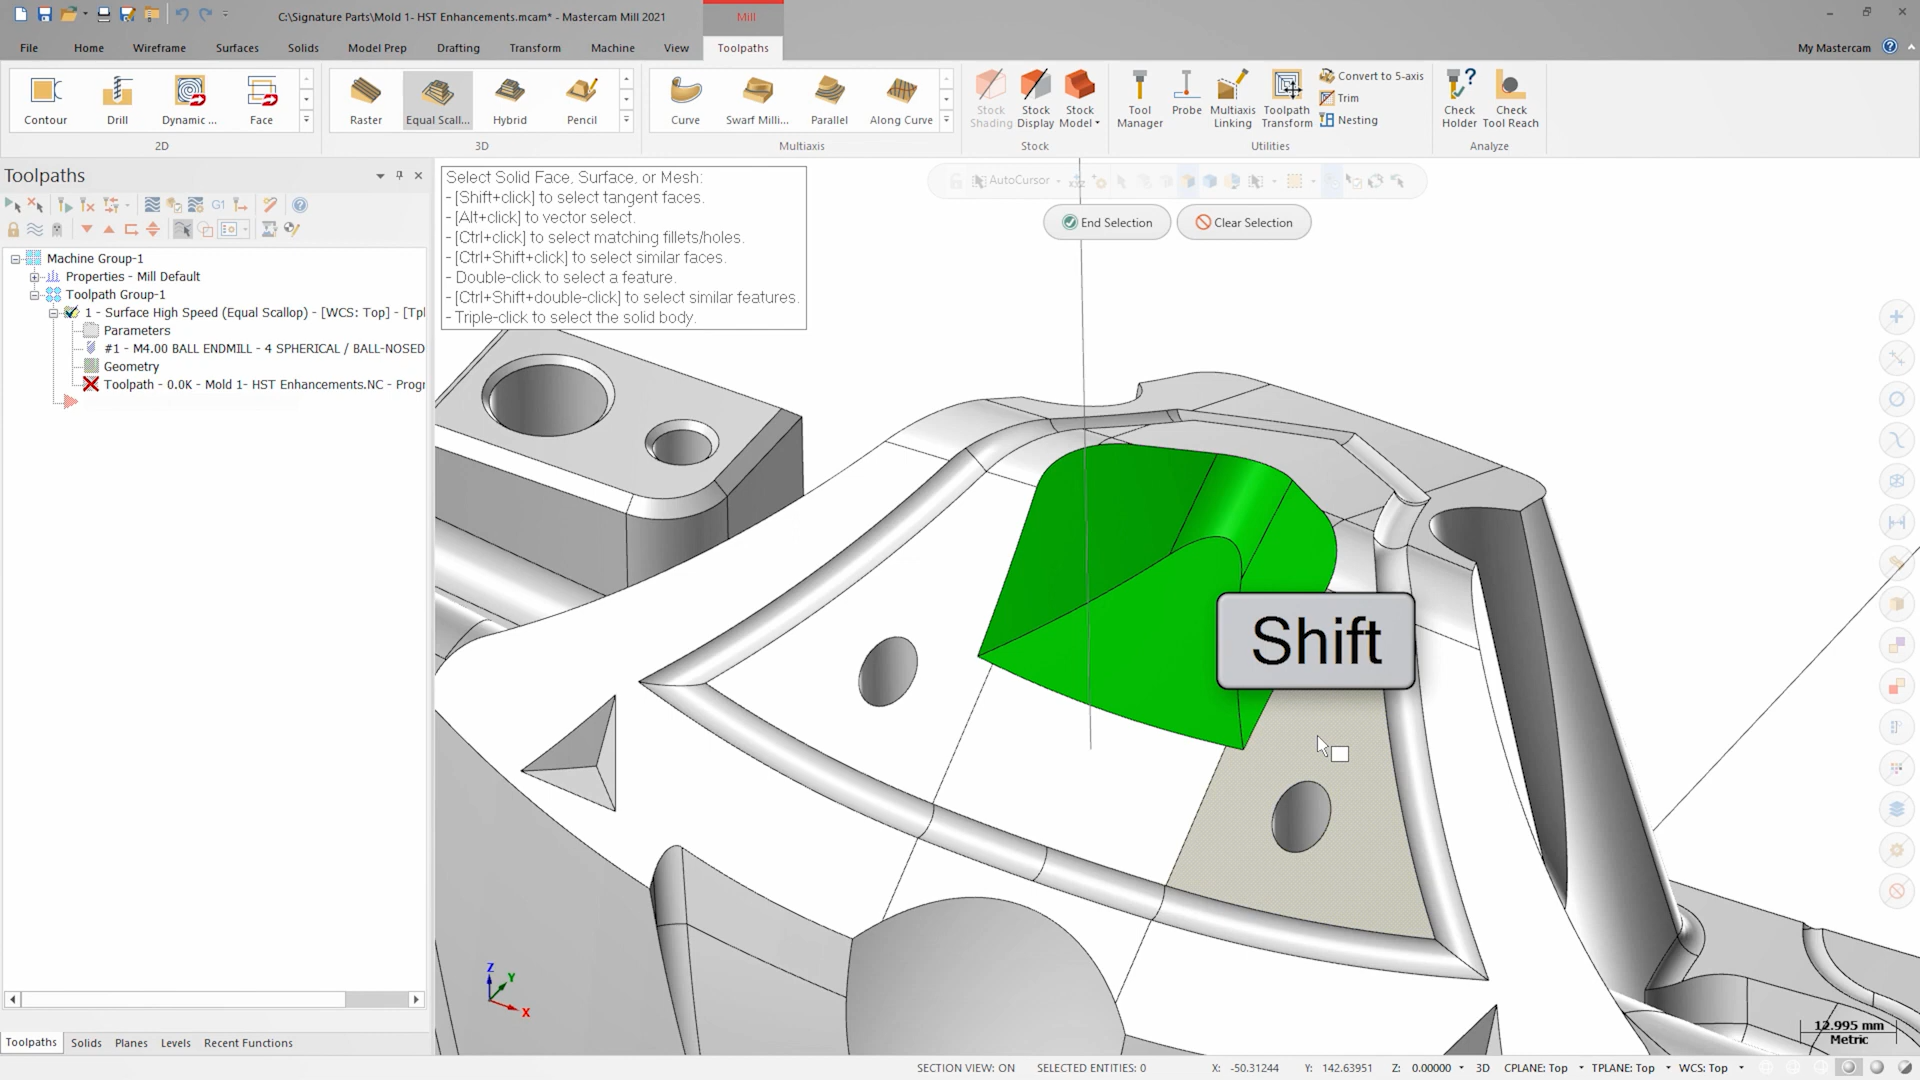 C:\Signature Parts\Mold 1- HST Enhancements.mcam* - Mastercam Mill 2021
Mill
File
Home
Wireframe
Surfaces
Solids
Model Prep
Drafting
Transform
Machine
View
Toolpaths
My Mastercam
Contour
Drill
Dynamic ...
Face
2D
Raster
Equal Scall...
Hybrid
Pencil
3D
Curve
Swarf Milli...
Parallel
Along Curve
Multiaxis
Stock Shading
Stock Display
Stock Model
Stock
Tool Manager
Probe
Multiaxis Linking
Toolpath Transform
Convert to 5-axis
Trim
Nesting
Utilities
Check Holder
Check Tool Reach
Analyze
Toolpaths
G1
Machine Group-1
Properties - Mill Default
Toolpath Group-1
1 - Surface High Speed (Equal Scallop) - [WCS: Top] - [Tpl
Parameters
#1 - M4.00 BALL ENDMILL - 4 SPHERICAL / BALL-NOSED
Geometry
Toolpath - 0.0K - Mold 1- HST Enhancements.NC - Progr
Select Solid Face, Surface, or Mesh:
- [Shift+click] to select tangent faces.
- [Alt+click] to vector select.
- [Ctrl+click] to select matching fillets/holes.
- [Ctrl+Shift+click] to select similar faces.
- Double-click to select a feature.
- [Ctrl+Shift+double-click] to select similar features.
- Triple-click to select the solid body.
AutoCursor
End Selection
Clear Selection
Shift
Z
Y
X
12.995 mm
Metric
Toolpaths
Solids
Planes
Levels
Recent Functions
SECTION VIEW: ON
SELECTED ENTITIES: 0
X: -50.31244
Y: 142.63951
Z: 0.00000
3D
CPLANE: Top
TPLANE: Top
WCS: Top